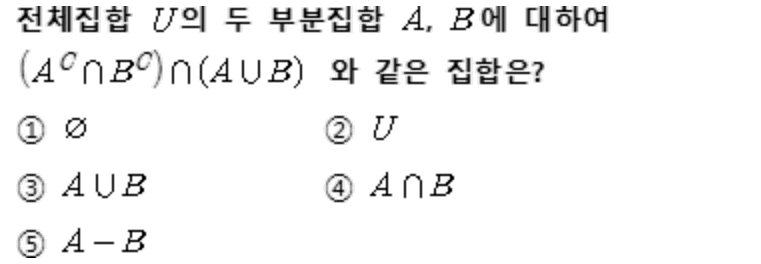 전체집합 U의 두 부분집합 A, B에 대하여
(A^C∩B^C)∩(A∪B) 와 같은 집합은?
① ∅ ② U
③ A∪B ④ A∩B
⑤ A−B